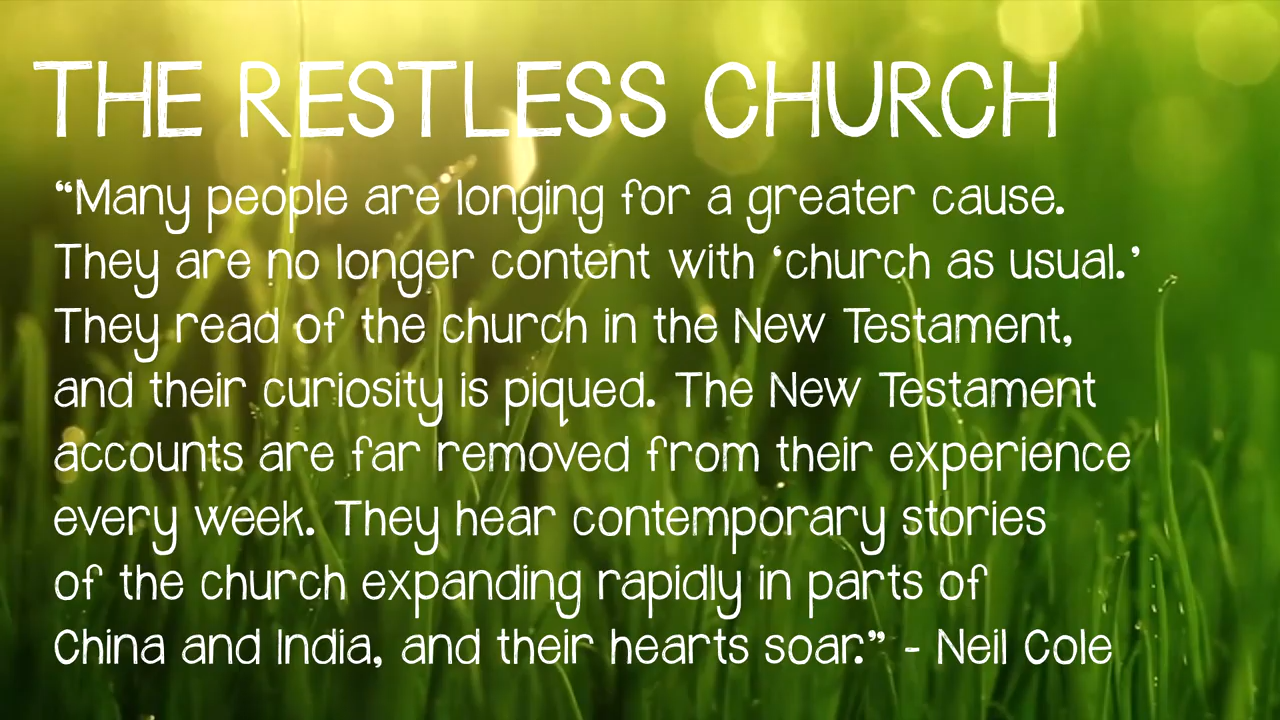 THE RESTLESS CHURCH
“Many people are longing for a greater cause.
They are no longer content with ‘church as usual.’
They read of the church in the New Testament,
and their curiosity is piqued. The New Testament
accounts are far removed from their experience
every week. They hear contemporary stories
of the church expanding rapidly in parts of
China and India, and their hearts soar.” - Neil Cole